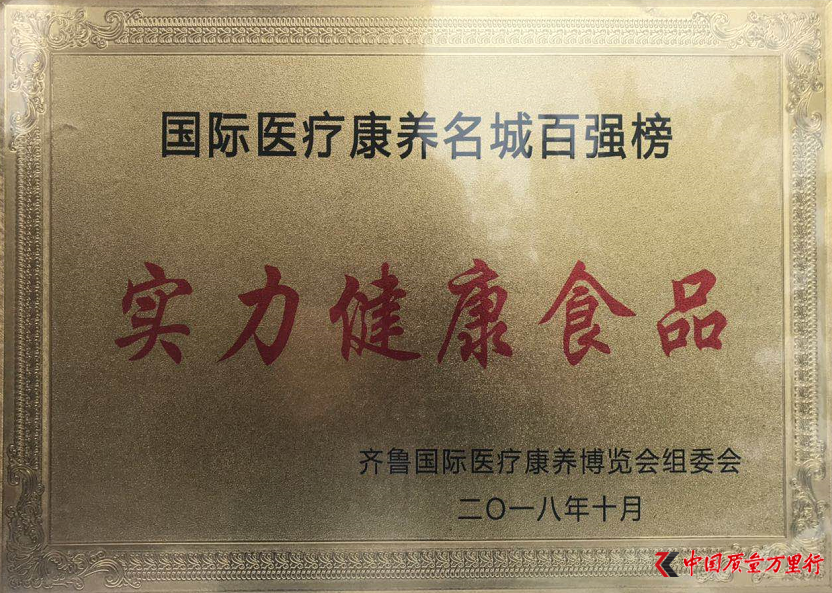 国际医疗康养名城百强榜
实力健康食品
齐鲁国际医疗康养博览会组委会
二〇一八年十月
中国质量万里行